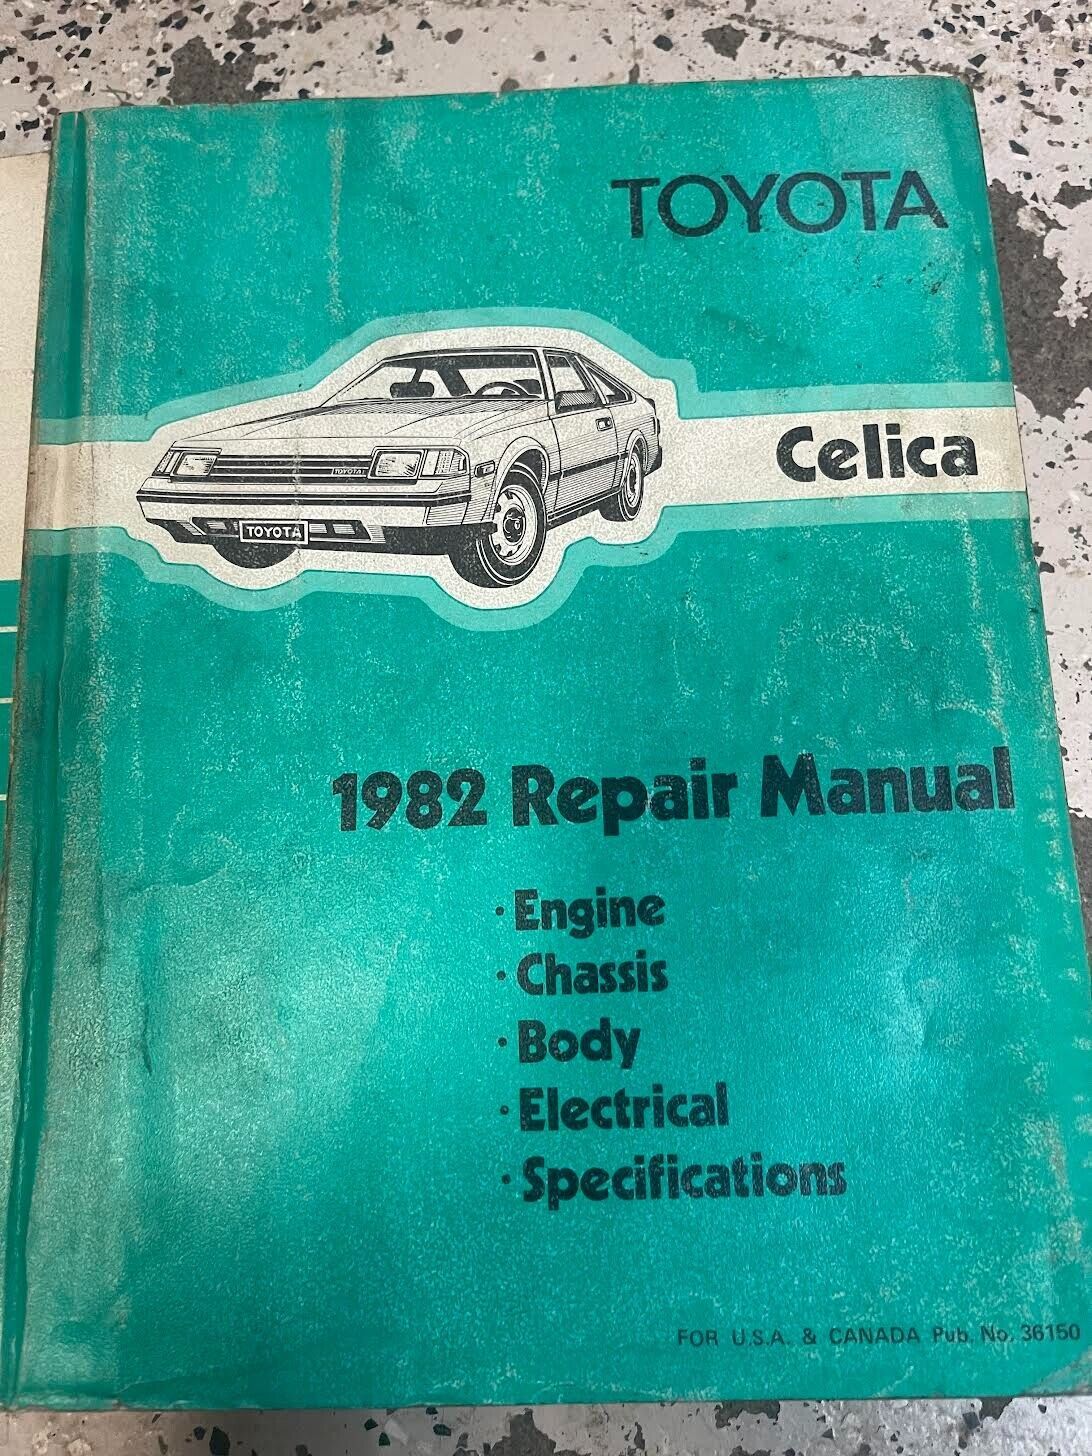 TOYOTA
Celica
TOYOTA
TOYOTA
1982 Repair Manual
· Engine
· Chassis
· Body
· Electrical
· Specifications
FOR U.S.A. & CANADA Pub. No. 36150